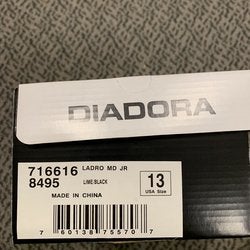 DIADORA
716616 LADRO MD JR
8495 LIME/BLACK
MADE IN CHINA
13
USA Size
7 60138 75570 7